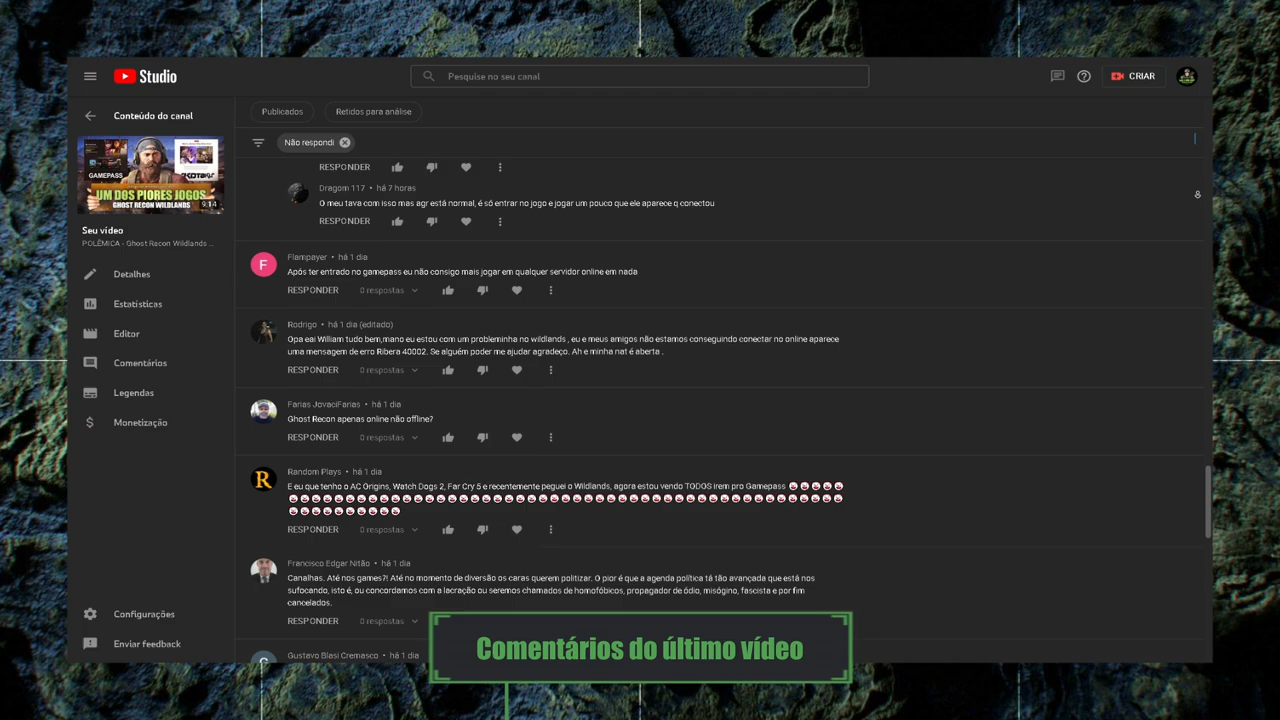 Studio
Pesquise no seu canal
CRIAR
Conteúdo do canal
GAMEPASS
KOTAKU
UM DOS PIORES JOGOS
GHOST RECON WILDLANDS
9:14
Seu vídeo
POLÊMICA - Ghost Recon Wildlands ...
Detalhes
Estatísticas
Editor
Comentários
Legendas
Monetização
Configurações
Enviar feedback
Publicados
Retidos para análise
Não respondi
RESPONDER
Dragom 117 • há 7 horas
O meu tava com isso mas agr está normal, é só entrar no jogo e jogar um pouco que ele aparece q conectou
RESPONDER
F
Flampayer • há 1 dia
Após ter entrado no gamepass eu não consigo mais jogar em qualquer servidor online em nada
RESPONDER 0 respostas
Rodrigo • há 1 dia (editado)
Opa eai William tudo bem,mano eu estou com um probleminha no wildlands , eu e meus amigos não estamos conseguindo conectar no online aparece
uma mensagem de erro Ribera 40002. Se alguém poder me ajudar agradeço. Ah e minha nat é aberta .
RESPONDER 0 respostas
Farias JovaciFarias • há 1 dia
Ghost Recon apenas online não offline?
RESPONDER 0 respostas
R
Random Plays • há 1 dia
E eu que tenho o AC Origins, Watch Dogs 2, Far Cry 5 e recentemente peguei o Wildlands, agora estou vendo TODOS irem pro Gamepass
RESPONDER 0 respostas
Francisco Edgar Nitão • há 1 dia
Canalhas. Até nos games?! Até no momento de diversão os caras querem politizar. O pior é que a agenda política tá tão avançada que está nos
sufocando, isto é, ou concordamos com a lacração ou seremos chamados de homofóbicos, propagador de ódio, misógino, fascista e por fim
cancelados.
RESPONDER 0 respostas
Gustavo Blasi Cremasco • há 1 dia
Comentários do último vídeo